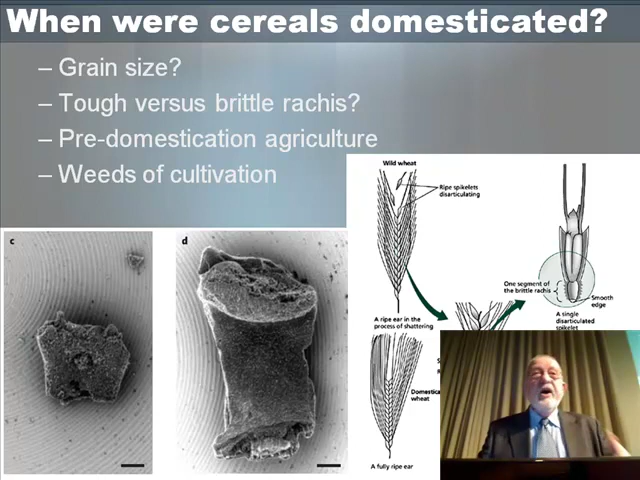 When were cereals domesticated?
– Grain size?
– Tough versus brittle rachis?
– Pre-domestication agriculture
– Weeds of cultivation
Wild wheat
Ripe spikelets
disarticulating
A ripe ear in the
process of shattering
One segment of
the brittle rachis
Smooth
edge
A single
disarticulated
spikelet
c
d
wheat
A fully ripe ear